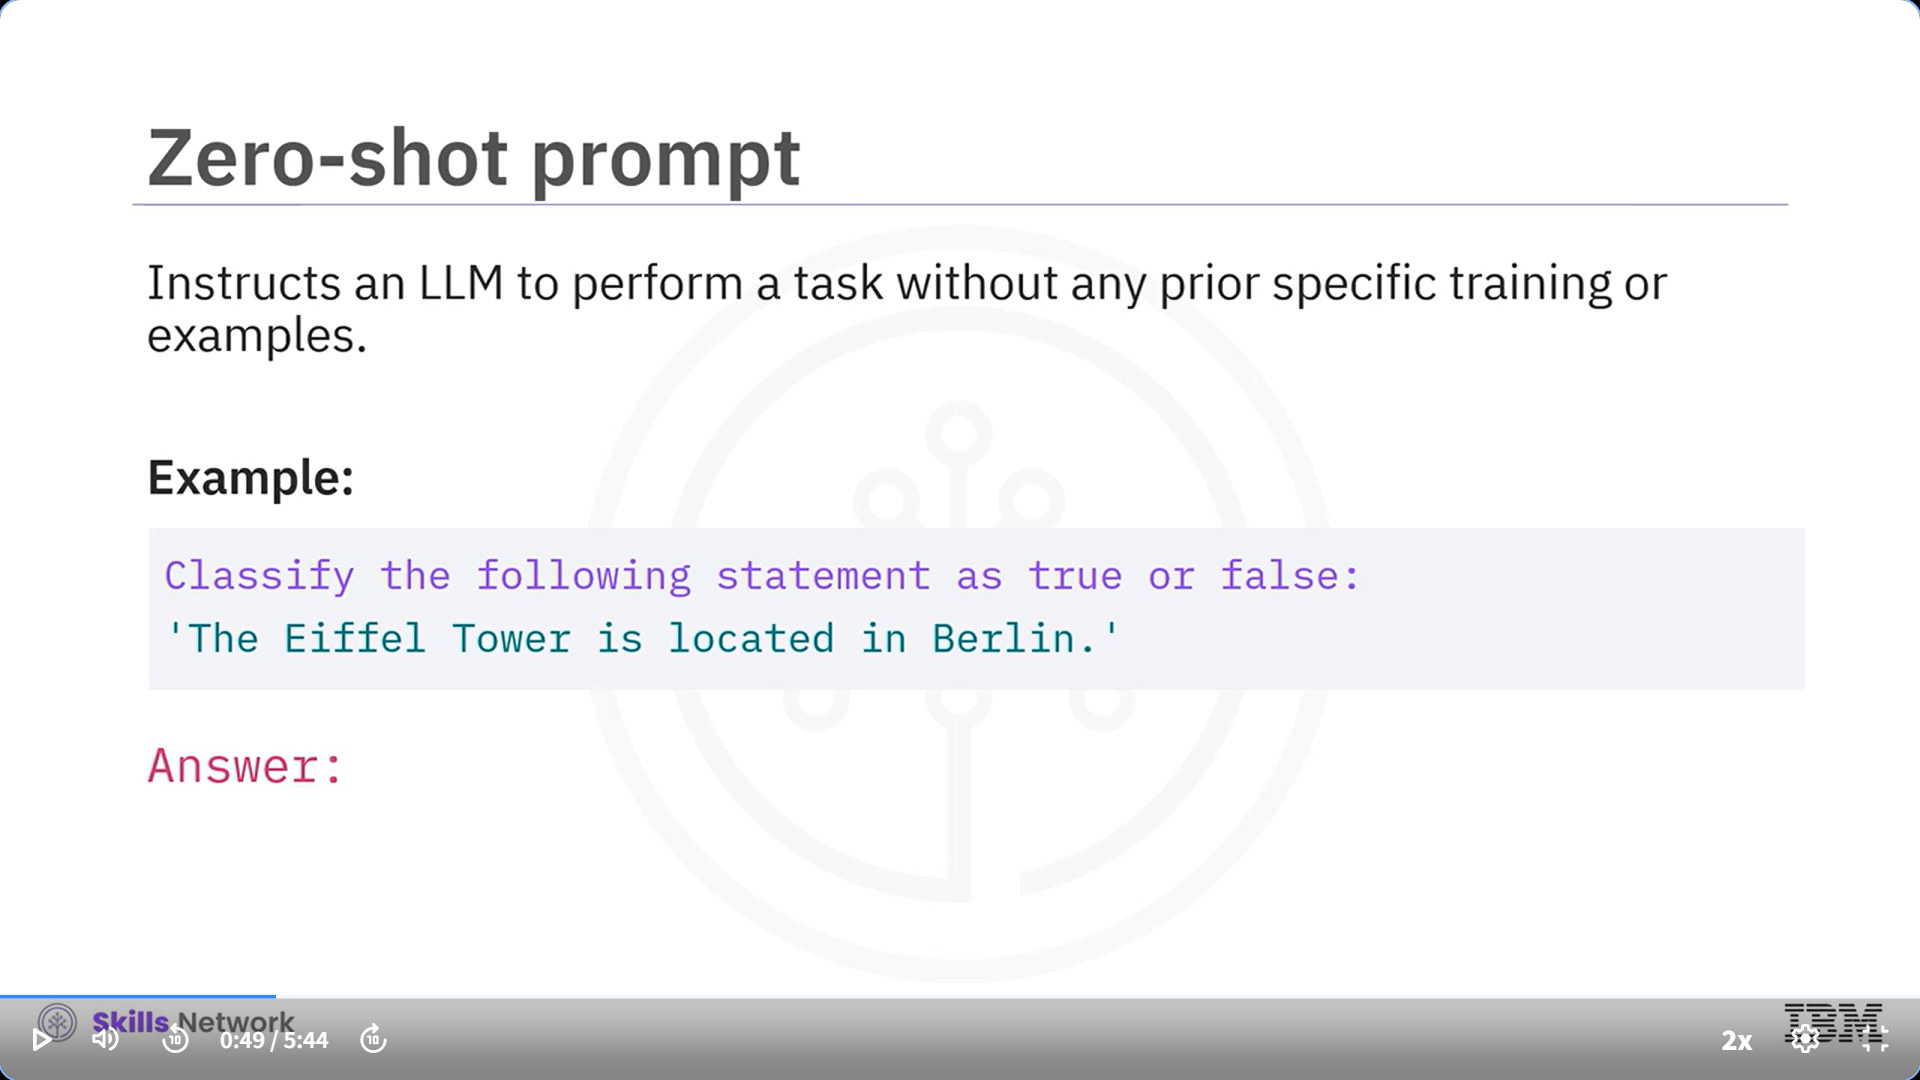 Zero-shot prompt
Instructs an LLM to perform a task without any prior specific training or
examples.
Example:
Classify the following statement as true or false:
'The Eiffel Tower is located in Berlin.'
Answer:
Skills Network
IBM
10
0:49 / 5:44
10
2x